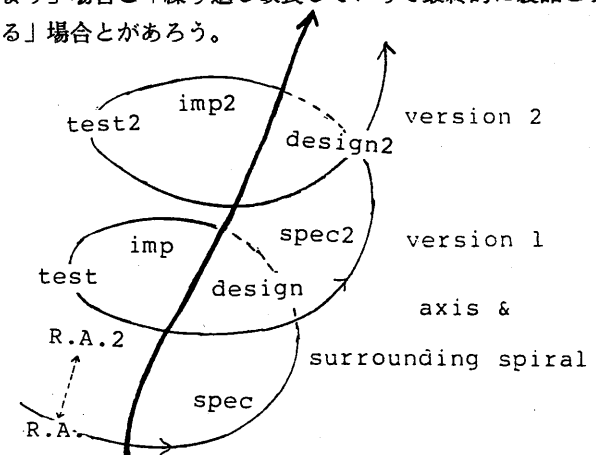 る」場合とがあろう。
imp2
test2
version 2
design2
spec2
version 1
imp
test
design
axis &
R.A.2
surrounding spiral
spec
R.A.